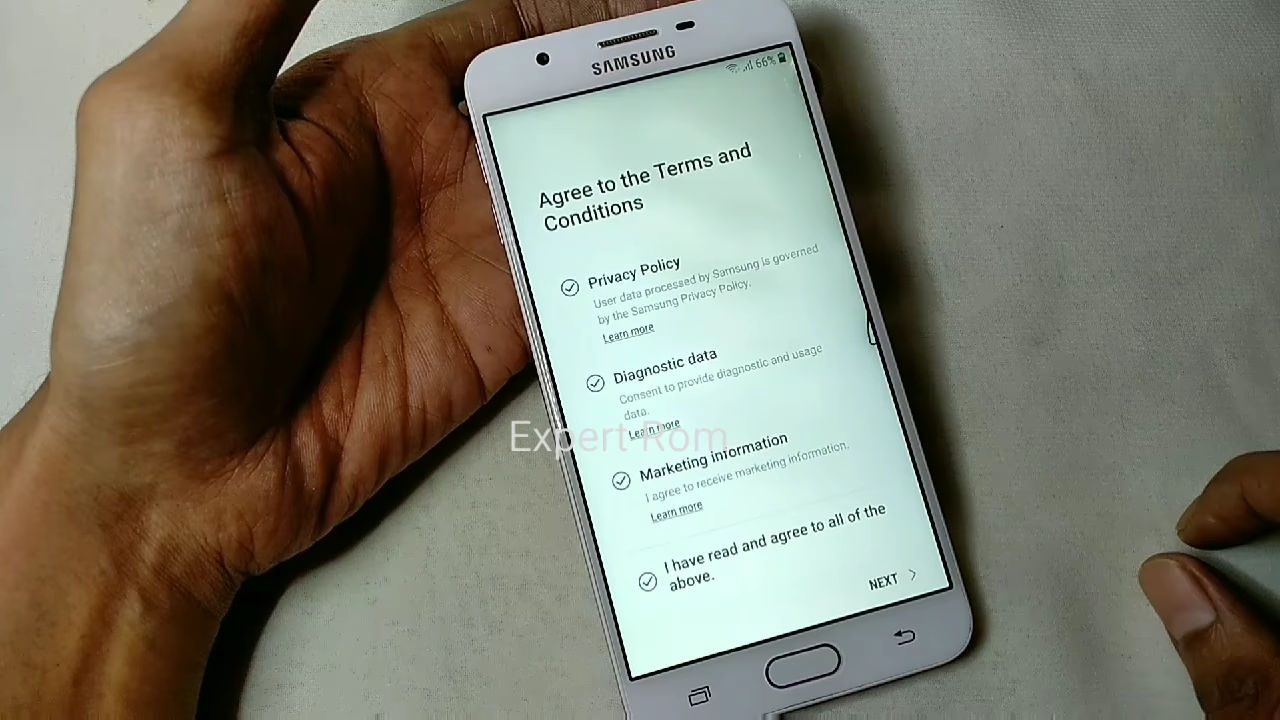 SAMSUNG
66%
Agree to the Terms and
Conditions
Privacy Policy
User data processed by Samsung is governed
by the Samsung Privacy Policy.
Learn more
Diagnostic data
Consent to provide diagnostic and usage
data.
Learn more
Expert Rom
Marketing information
I agree to receive marketing information.
Learn more
I have read and agree to all of the
above.
NEXT